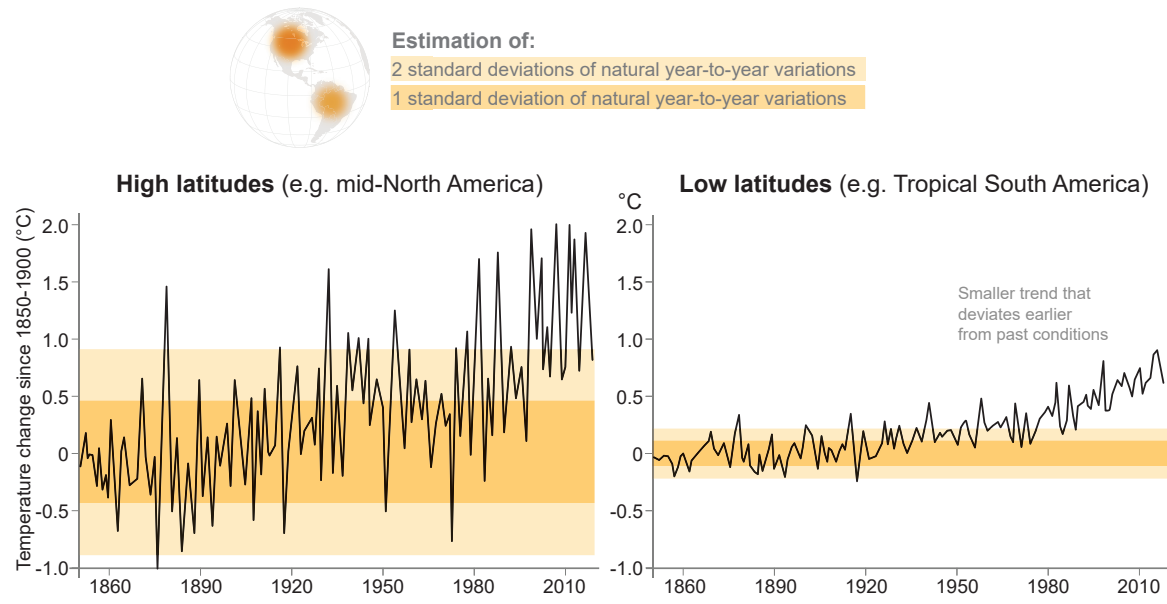 Estimation of:
2 standard deviations of natural year-to-year variations
1 standard deviation of natural year-to-year variations
High latitudes (e.g. mid-North America)
Temperature change since 1850-1900 (°C)
2.0
1.5
1.0
0.5
0
-0.5
-1.0
1860
1890
1920
1950
1980
2010
Low latitudes (e.g. Tropical South America)
°C
2.0
1.5
1.0
0.5
0
-0.5
-1.0
Smaller trend that
deviates earlier
from past conditions
1860
1890
1920
1950
1980
2010